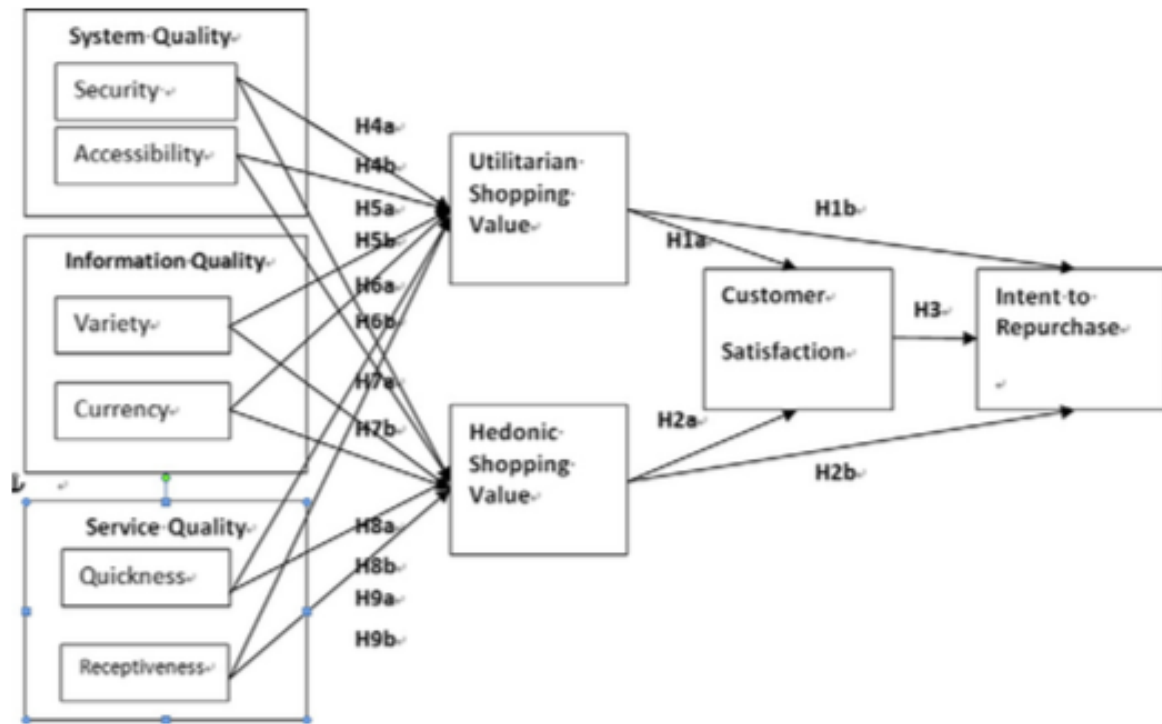 System Quality
Security
Accessibility
Information Quality
Variety
Currency
Service Quality
Quickness
Receptiveness
H4a
H4b
H5a
H5b
H6a
H6b
H7a
H7b
H8a
H8b
H9a
H9b
Utilitarian
Shopping
Value
Hedonic
Shopping
Value
H1b
H1a
H2a
H2b
Customer
Satisfaction
H3
Intent to
Repurchase